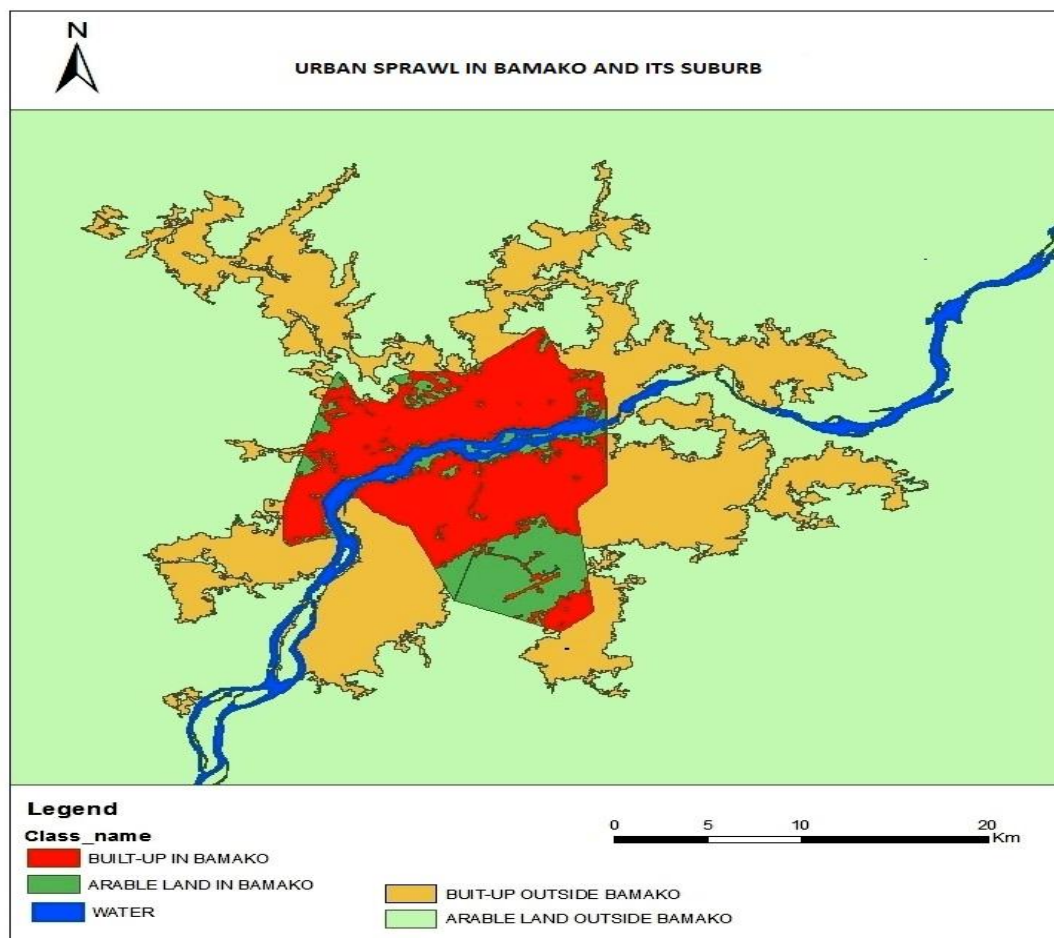 N
URBAN SPRAWL IN BAMAKO AND ITS SUBURB
Legend
Class_name
BUILT-UP IN BAMAKO
ARABLE LAND IN BAMAKO
WATER
BUIT-UP OUTSIDE BAMAKO
ARABLE LAND OUTSIDE BAMAKO
0 5 10 20
Km